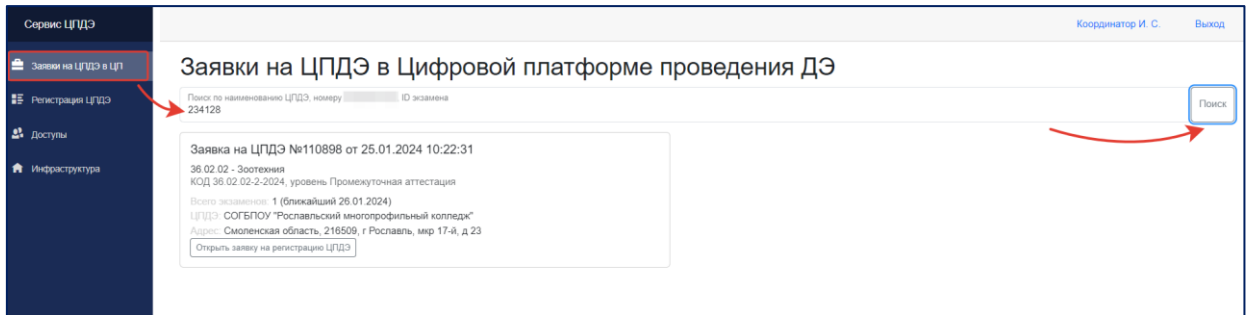 Сервис ЦПДЭ
Координатор И. С.
Выход
Заявки на ЦПДЭ в ЦП
Регистрация ЦПДЭ
Доступы
Инфраструктура
Заявки на ЦПДЭ в Цифровой платформе проведения ДЭ
Поиск по наименованию ЦПДЭ, номеру ID экзамена
234128
Поиск
Заявка на ЦПДЭ №110898 от 25.01.2024 10:22:31
36.02.02 - Зоотехния
КОД 36.02.02-2-2024, уровень Промежуточная аттестация
Всего экзаменов: 1 (ближайший 26.01.2024)
ЦПДЭ: СОГБПОУ "Рославльский многопрофильный колледж"
Адрес: Смоленская область, 216509, г Рославль, мкр 17-й, д 23
Открыть заявку на регистрацию ЦПДЭ